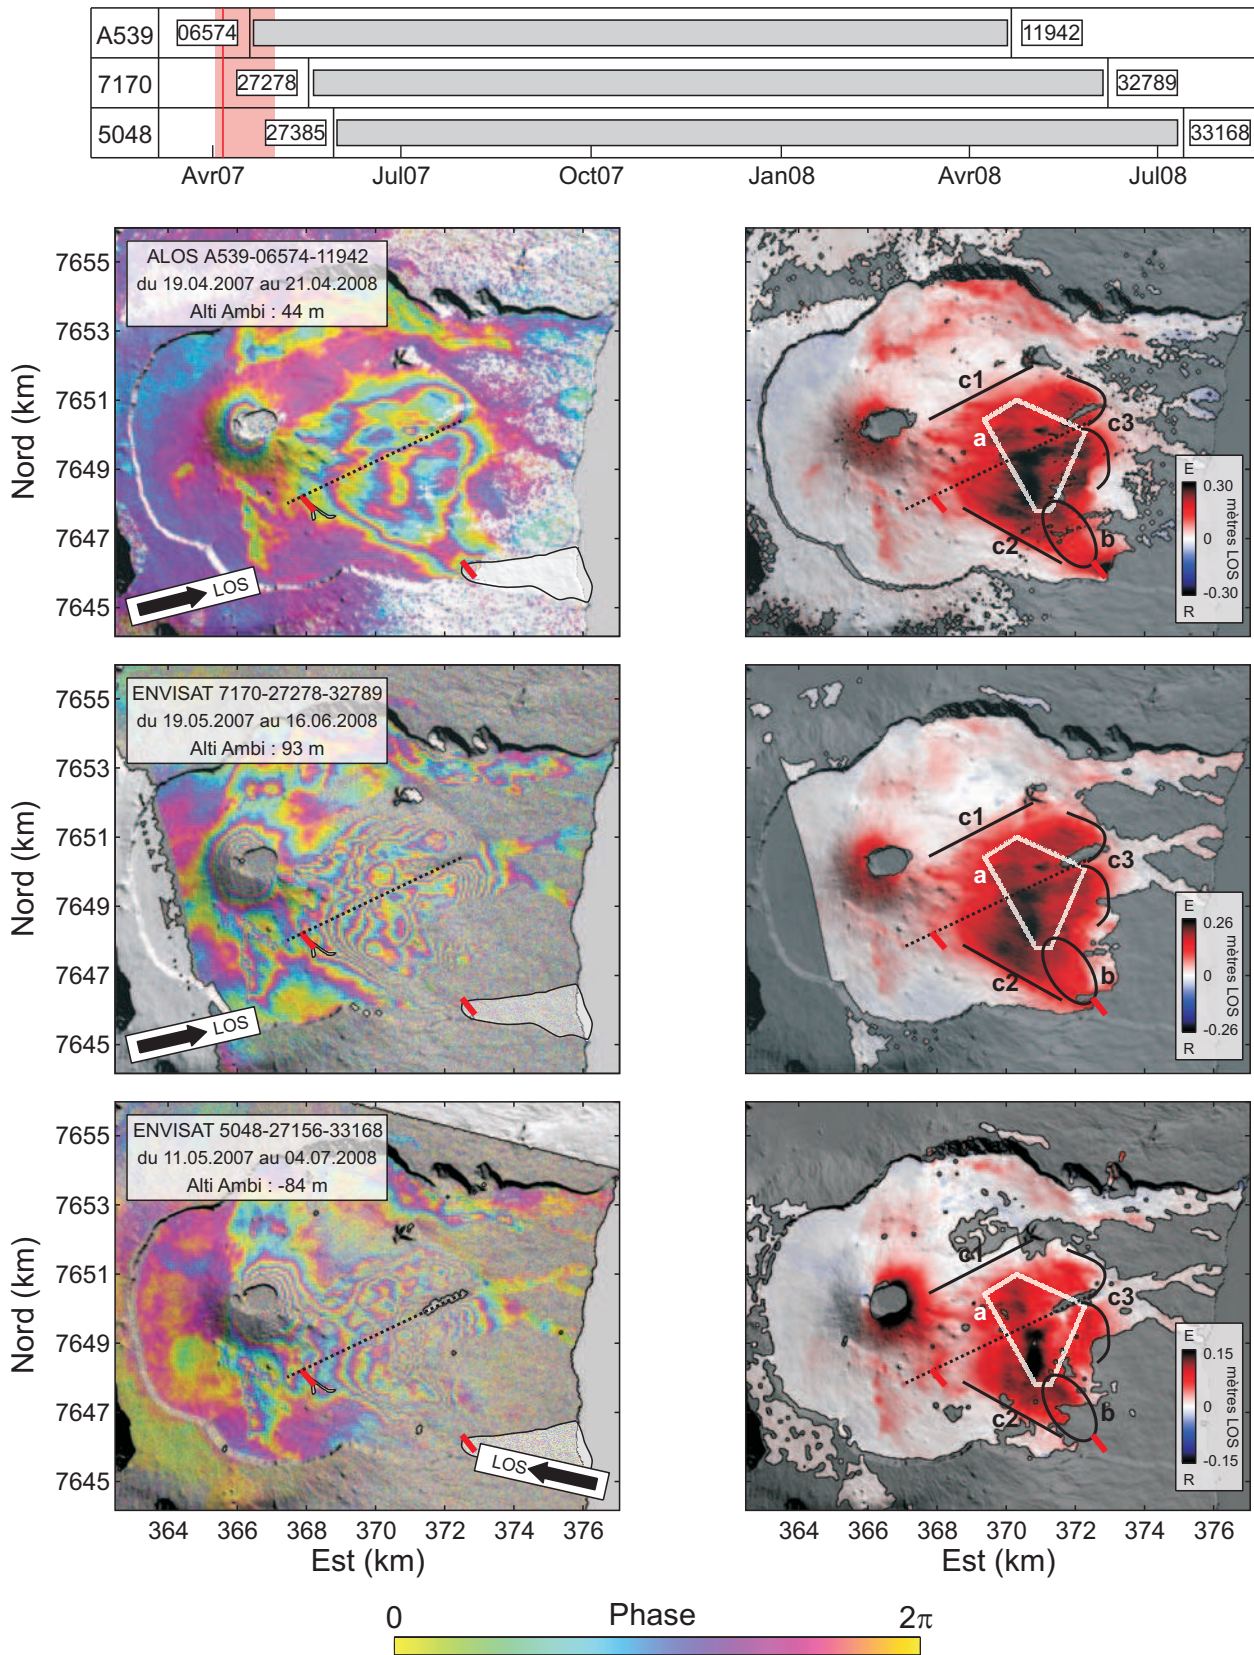 A539 06574 11942
7170 27278 32789
5048 27385 33168
Avr07 Jul07 Oct07 Jan08 Avr08 Jul08
ALOS A539-06574-11942
du 19.04.2007 au 21.04.2008
Alti Ambi : 44 m
7655
7653
7651
7649
7647
7645
Nord (km)
LOS
c1
a
c3
c2
b
E
0.30
0
-0.30
R
mètres LOS
ENVISAT 7170-27278-32789
du 19.05.2007 au 16.06.2008
Alti Ambi : 93 m
7655
7653
7651
7649
7647
7645
Nord (km)
LOS
c1
a
c3
c2
b
E
0.26
0
-0.26
R
mètres LOS
ENVISAT 5048-27156-33168
du 11.05.2007 au 04.07.2008
Alti Ambi : -84 m
7655
7653
7651
7649
7647
7645
Nord (km)
LOS
c1
a
c3
c2
b
E
0.15
0
-0.15
R
mètres LOS
364 366 368 370 372 374 376
Est (km)
364 366 368 370 372 374 376
Est (km)
0 Phase 2π